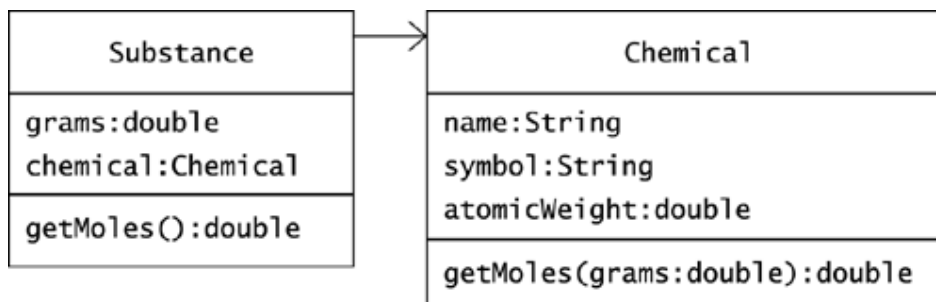 Substance
grams:double
chemical:Chemical
getMoles():double
Chemical
name:String
symbol:String
atomicWeight:double
getMoles(grams:double):double